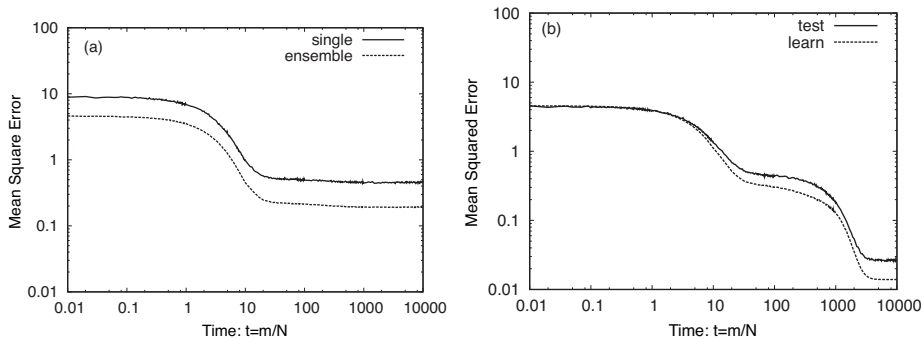 (a)
single
ensemble
Mean Square Error
100
10
1
0.1
0.01
0.01 0.1 1 10 100 1000 10000
Time: t=m/N
(b)
test
learn
Mean Squared Error
100
10
1
0.1
0.01
0.01 0.1 1 10 100 1000 10000
Time: t=m/N